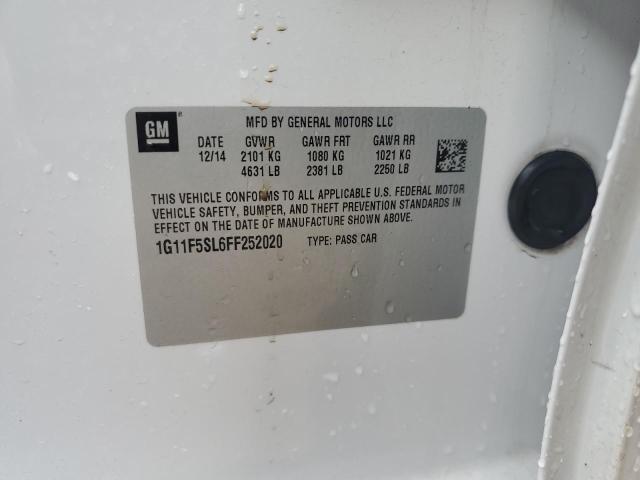 GM
MFD BY GENERAL MOTORS LLC
DATE GVWR GAWR FRT GAWR RR
12/14 2101 KG 1080 KG 1021 KG
4631 LB 2381 LB 2250 LB
THIS VEHICLE CONFORMS TO ALL APPLICABLE U.S. FEDERAL MOTOR
VEHICLE SAFETY, BUMPER, AND THEFT PREVENTION STANDARDS IN
EFFECT ON THE DATE OF MANUFACTURE SHOWN ABOVE.
1G11F5SL6FF252020 TYPE: PASS CAR